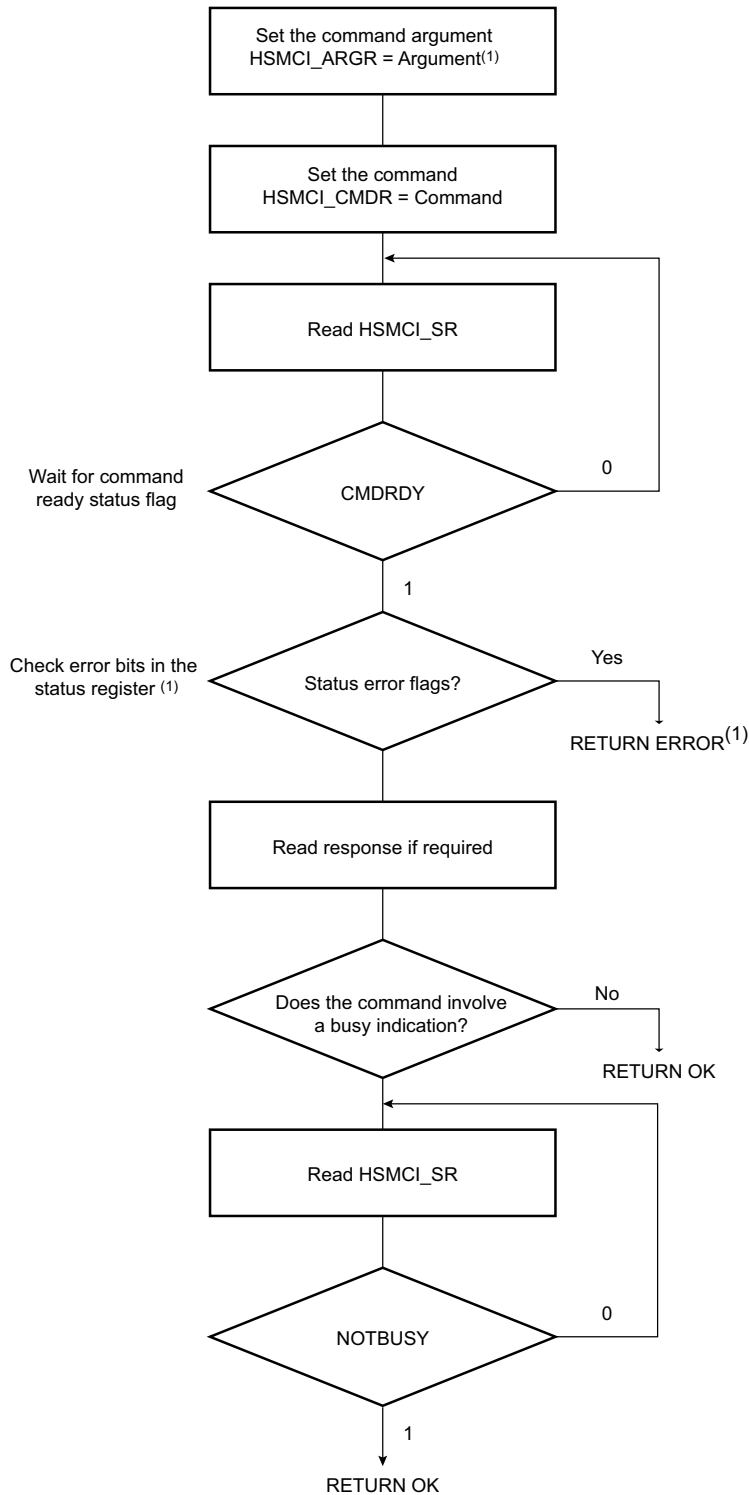 Set the command argument
HSMCI_ARGR = Argument(1)
Set the command
HSMCI_CMDR = Command
Read HSMCI_SR
Wait for command
ready status flag
CMDRDY
0
1
Check error bits in the
status register (1)
Status error flags?
Yes
RETURN ERROR(1)
Read response if required
Does the command involve
a busy indication?
No
RETURN OK
Read HSMCI_SR
NOTBUSY
0
1
RETURN OK